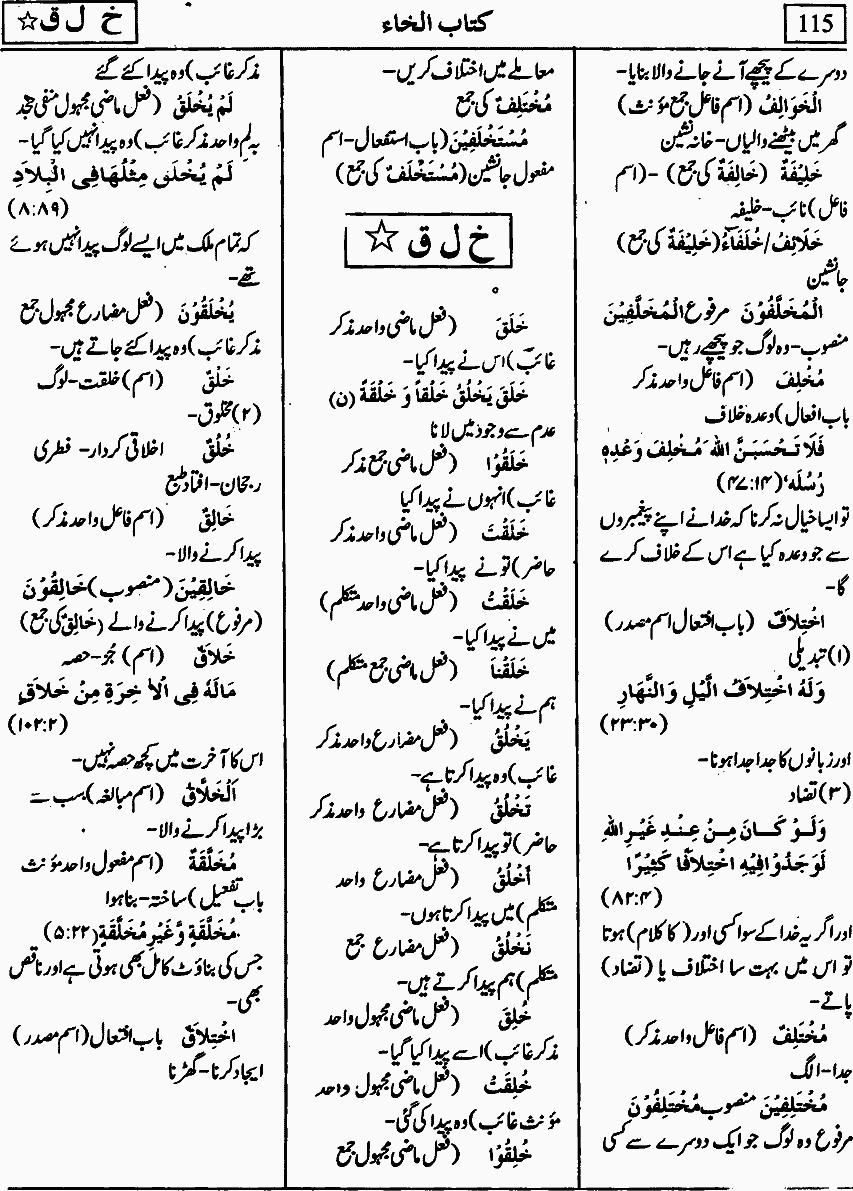 115
کتاب الخاء
خ ل ق ☆
دوسرے کے پیچھے آنے جانے والا بنایا-
الْخَوَالِفُ (اسم فاعل جمع مؤنث)
گھر میں بیٹھنے والیاں-خانہ نشین
خَلِيْفَةٌ (خَالِفَةٌ کی جمع) -(اسم
فاعل) نائب-خلیفہ
خَلَائِفُ/خُلَفَآءُ (خَلِيْفَةٌ کی جمع)
جانشین
الْمُخَلَّفُوْنَ مرفوع الْمُخَلَّفِيْنَ
منصوب-وہ لوگ جو پیچھے رہیں-
مُخْلِفَ (اسم فاعل واحد مذکر
باب افعال) وعدہ خلاف
فَلَا تَحْسَبَنَّ اللهَ مُخْلِفَ وَعْدِهٖ
رُسُلَهٗ (۴۷:۱۴)
تو ایسا خیال نہ کرنا کہ خدا نے اپنے پیغمبروں
سے جو وعدہ کیا ہے اس کے خلاف کرے
گا-
اخْتِلَافٌ (باب افتعال اسم مصدر)
(۱) تبدیلی
وَلَهُ اخْتِلَافُ الَّيْلِ وَالنَّهَارِ
(۲۳:۳۰)
اور زبانوں کا جدا جدا ہونا-
(۳) تضاد
وَلَوْ كَانَ مِنْ عِنْدِ غَيْرِ اللهِ
لَوَجَدُوْا فِيْهِ اخْتِلَافًا كَثِيْرًا
(۸۲:۴)
اور اگر یہ خدا کے سوا کسی اور (کا کلام) ہوتا
تو اس میں بہت سا اختلاف یا (تضاد)
پاتے-
مُخْتَلِفٌ (اسم فاعل واحد مذکر)
جدا-الگ
مُخْتَلِفِيْنَ منصوب مُخْتَلِفُوْنَ
مرفوع وہ لوگ جو ایک دوسرے سے کسی
معاملے میں اختلاف کریں-
مُخْتَلِفٌ کی جمع
مُسْتَخْلَفِيْنَ (باب استفعال-اسم
مفعول جانشین (مُسْتَخْلَفٌ کی جمع)
خ ل ق ☆
خَلَقَ (فعل ماضی واحد مذکر
غائب) اس نے پیدا کیا-
خَلَقَ يَخْلُقُ خَلْقاً وَ خَلْقَةً (ن)
عدم سے وجود میں لانا
خَلَقُوْا (فعل ماضی جمع مذکر
غائب) انہوں نے پیدا کیا
خَلَقْتَ (فعل ماضی واحد مذکر
حاضر) تو نے پیدا کیا-
خَلَقْتُ (فعل ماضی واحد متکلم)
میں نے پیدا کیا-
خَلَقْنَا (فعل ماضی جمع متکلم)
ہم نے پیدا کیا-
يَخْلُقُ (فعل مضارع واحد مذکر
غائب) وہ پیدا کرتا ہے-
تَخْلُقُ (فعل مضارع واحد مذکر
حاضر) تو پیدا کرتا ہے-
أَخْلُقُ (فعل مضارع واحد
متکلم) میں پیدا کرتا ہوں-
نَخْلُقُ (فعل مضارع جمع
متکلم) ہم پیدا کرتے ہیں-
خُلِقَ (فعل ماضی مجہول واحد
مذکر غائب) اسے پیدا کیا گیا-
خُلِقَتْ (فعل ماضی مجہول واحد
مؤنث غائب) وہ پیدا کی گئی-
خُلِقُوْا (فعل ماضی مجہول جمع
مذکر غائب) وہ پیدا کئے گئے
لَمْ يُخْلَقْ (فعل ماضی مجہول منفی جحد
بہ لم واحد مذکر غائب) وہ پیدا نہیں کیا گیا-
لَمْ يُخْلَقْ مِثْلُهَا فِي الْبِلَادِ
(۸:۸۹)
کہ تمام ملک میں ایسے لوگ پیدا نہیں ہوئے
تھے-
يُخْلَقُوْنَ (فعل مضارع مجہول جمع
مذکر غائب) وہ پیدا کئے جاتے ہیں-
خَلْقٌ (اسم) خلقت-لوگ
(۲) مخلوق-
خُلُقٌ اخلاقی کردار- فطری
رجحان-افتاد طبع
خَالِقٌ (اسم فاعل واحد مذکر)
پیدا کرنے والا-
خَالِقِيْنَ (منصوب) خَالِقُوْنَ
(مرفوع) پیدا کرنے والے (خَالِقٌ کی جمع)
خَلَاقٌ (اسم) جُز-حصہ
مَالَهٗ فِي الْاٰخِرَةِ مِنْ خَلَاقٍ
(۱۰۲:۲)
اس کا آخرت میں کچھ حصہ نہیں-
اَلْخَلَّاقُ (اسم مبالغہ) سب سے
بڑا پیدا کرنے والا-
مُخَلَّقَةٌ (اسم مفعول واحد مؤنث
باب تفعیل) ساختہ-بنا ہوا
مُخَلَّقَةٍ وَّغَيْرِ مُخَلَّقَةٍ (۵:۲۲)
جس کی بناوٹ کامل بھی ہوتی ہے اور ناقص
بھی-
اخْتِلَاقٌ باب افتعال (اسم مصدر)
ایجاد کرنا-گھڑنا